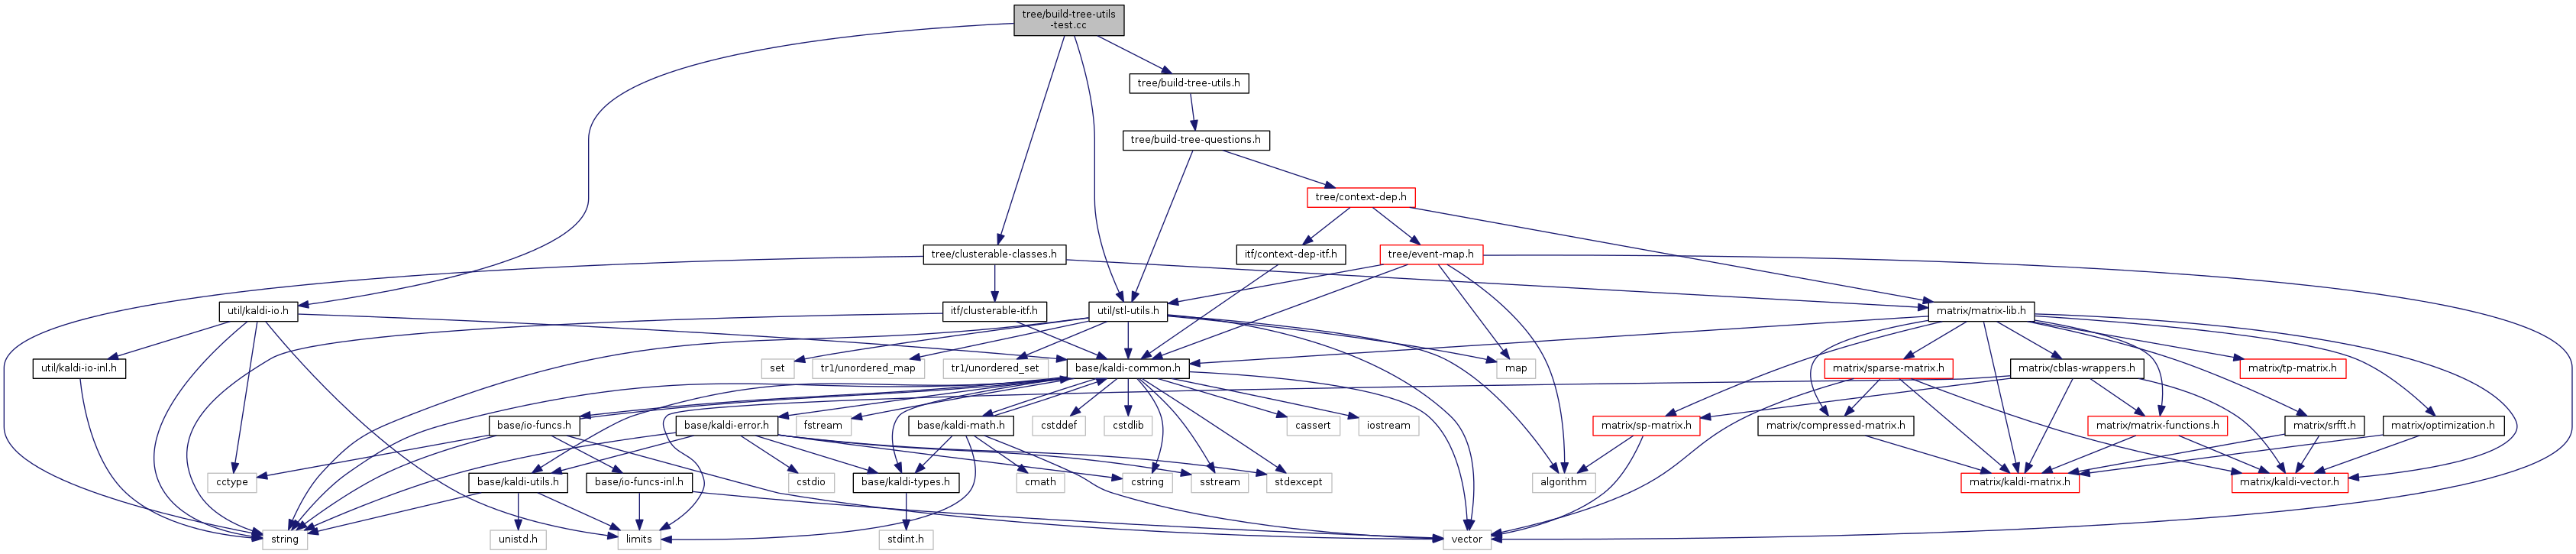 tree/build-tree-utils
-test.cc
tree/build-tree-utils.h
tree/build-tree-questions.h
tree/context-dep.h
tree/clusterable-classes.h
itf/context-dep-itf.h
tree/event-map.h
util/kaldi-io.h
itf/clusterable-itf.h
util/stl-utils.h
matrix/matrix-lib.h
util/kaldi-io-inl.h
set
tr1/unordered_map
tr1/unordered_set
base/kaldi-common.h
map
matrix/sparse-matrix.h
matrix/cblas-wrappers.h
matrix/tp-matrix.h
base/io-funcs.h
base/kaldi-error.h
fstream
base/kaldi-math.h
cstddef
cstdlib
cassert
iostream
matrix/sp-matrix.h
matrix/compressed-matrix.h
matrix/matrix-functions.h
matrix/srfft.h
matrix/optimization.h
cctype
base/kaldi-utils.h
base/io-funcs-inl.h
cstdio
base/kaldi-types.h
cmath
cstring
sstream
stdexcept
algorithm
matrix/kaldi-matrix.h
matrix/kaldi-vector.h
string
unistd.h
limits
stdint.h
vector